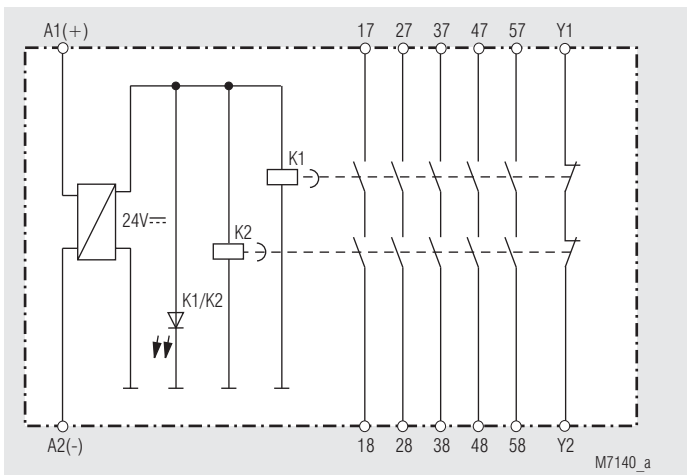 A1(+) 17 27 37 47 57 Y1
K1
24V
K2
K1/K2
A2(-) 18 28 38 48 58 Y2
M7140_a